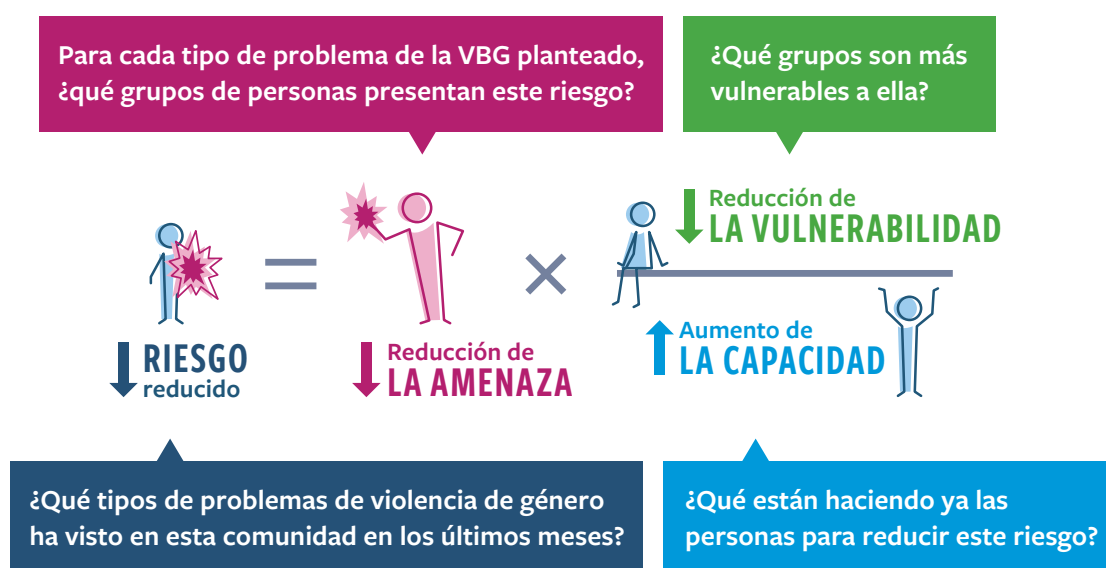 Para cada tipo de problema de la VBG planteado,
¿qué grupos de personas presentan este riesgo?
¿Qué grupos son más
vulnerables a ella?
RIESGO
reducido
=
Reducción de
LA AMENAZA
×
Reducción de
LA VULNERABILIDAD
Aumento de
LA CAPACIDAD
¿Qué tipos de problemas de violencia de género
ha visto en esta comunidad en los últimos meses?
¿Qué están haciendo ya las
personas para reducir este riesgo?